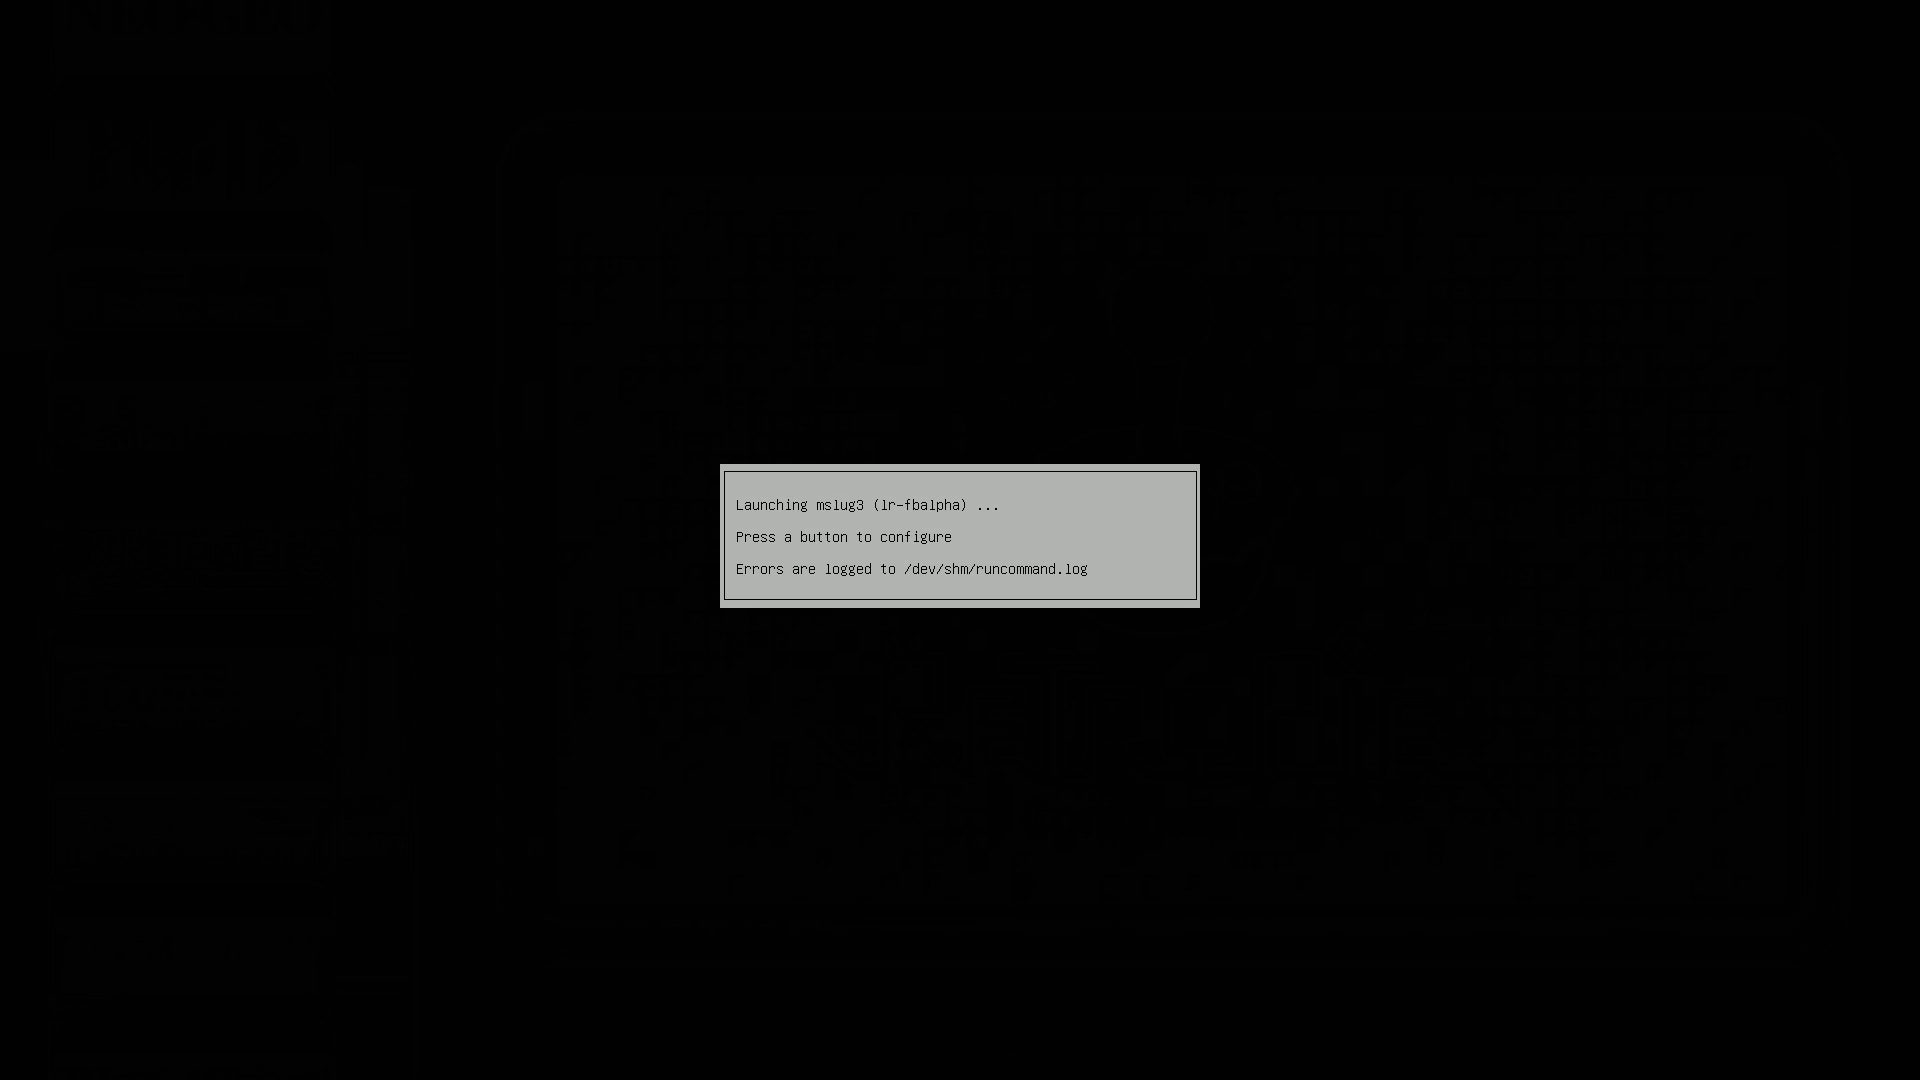 Launching mslug3 (lr-fbalpha) ...
Press a button to configure
Errors are logged to /dev/shm/runcommand.log